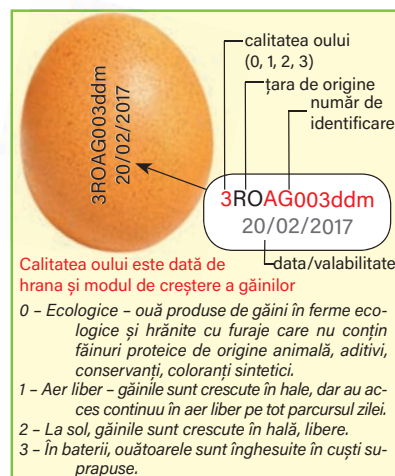 3ROAG003ddm
20/02/2017
calitatea oului
(0, 1, 2, 3)
țara de origine
număr de
identificare
3ROAG003ddm
20/02/2017
data/valabilitate
Calitatea oului este dată de
hrana și modul de creștere a găinilor
0 – Ecologice – ouă produse de găini în ferme eco-
logice și hrănite cu furaje care nu conțin
făinuri proteice de origine animală, aditivi,
conservanți, coloranți sintetici.
1 – Aer liber – găinile sunt crescute în hale, dar au ac-
ces continuu în aer liber pe tot parcursul zilei.
2 – La sol, găinile sunt crescute în hală, libere.
3 – În baterii, ouătoarele sunt înghesuite în cuști su-
prapuse.